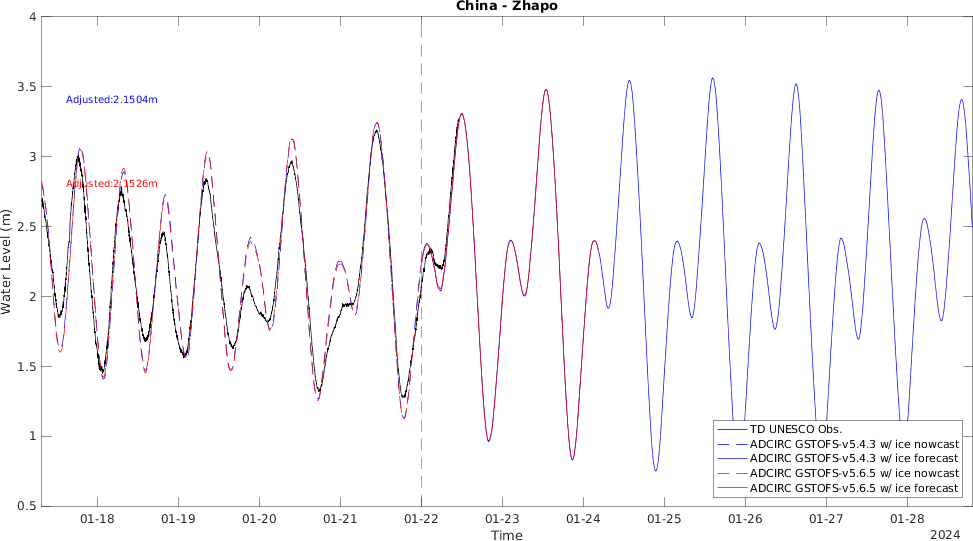 China - Zhapo
4
3.5
3
2.5
2
1.5
1
0.5
Water Level (m)
Adjusted:2.1504m
Adjusted:2.1526m
TD UNESCO Obs.
ADCIRC GSTOFS-v5.4.3 w/ ice nowcast
ADCIRC GSTOFS-v5.4.3 w/ ice forecast
ADCIRC GSTOFS-v5.6.5 w/ ice nowcast
ADCIRC GSTOFS-v5.6.5 w/ ice forecast
01-18 01-19 01-20 01-21 01-22 01-23 01-24 01-25 01-26 01-27 01-28
Time
2024